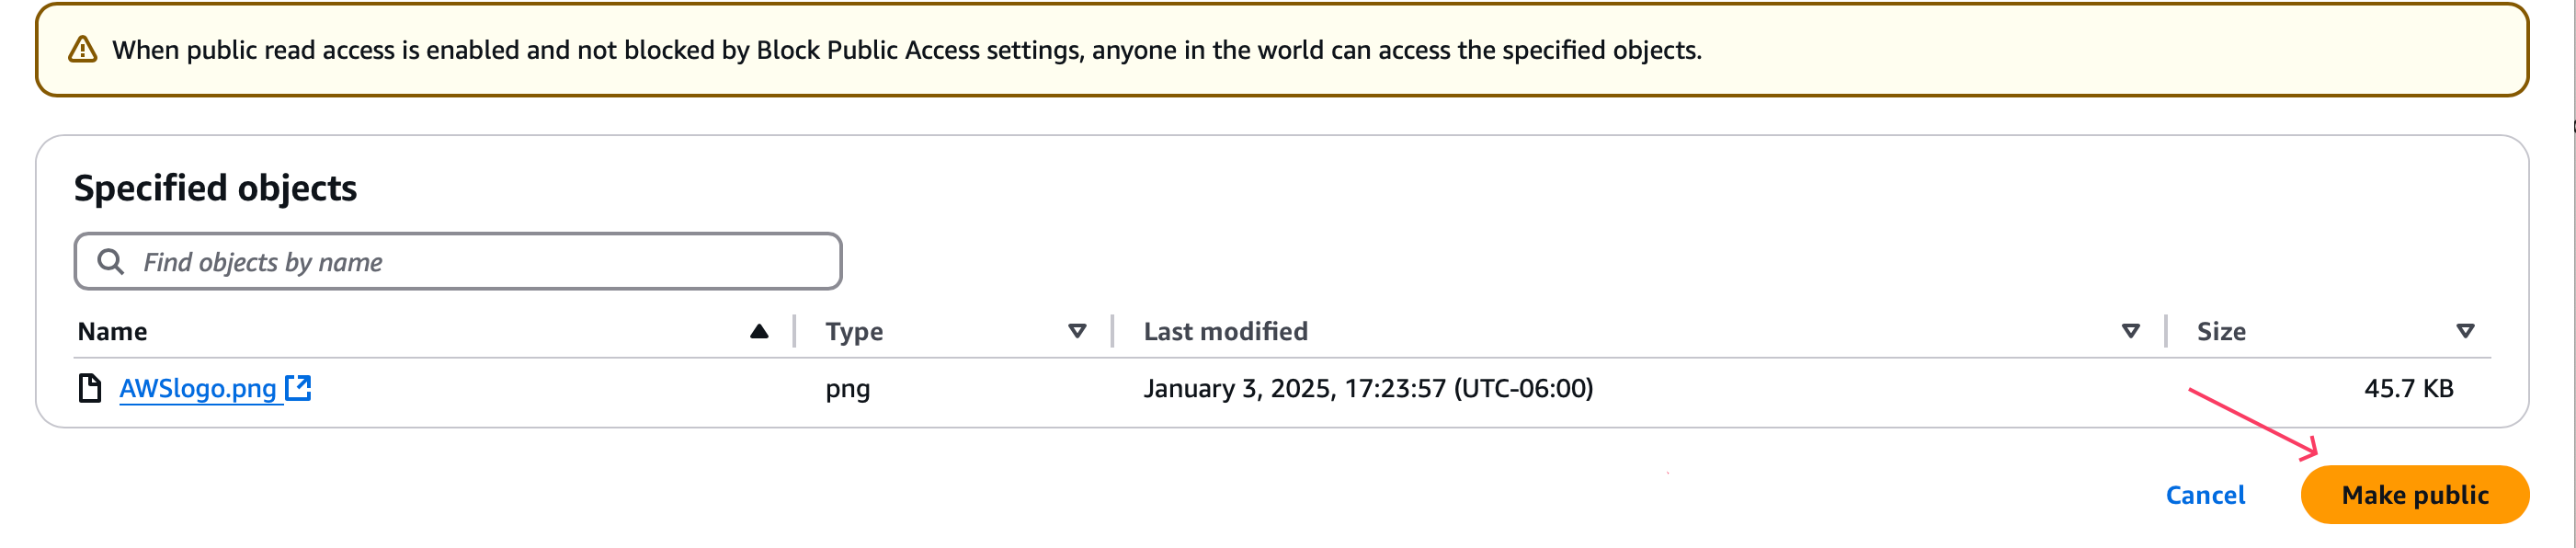 When public read access is enabled and not blocked by Block Public Access settings, anyone in the world can access the specified objects.
Specified objects
Find objects by name
Name Type Last modified Size
AWSlogo.png png January 3, 2025, 17:23:57 (UTC-06:00) 45.7 KB
Cancel Make public